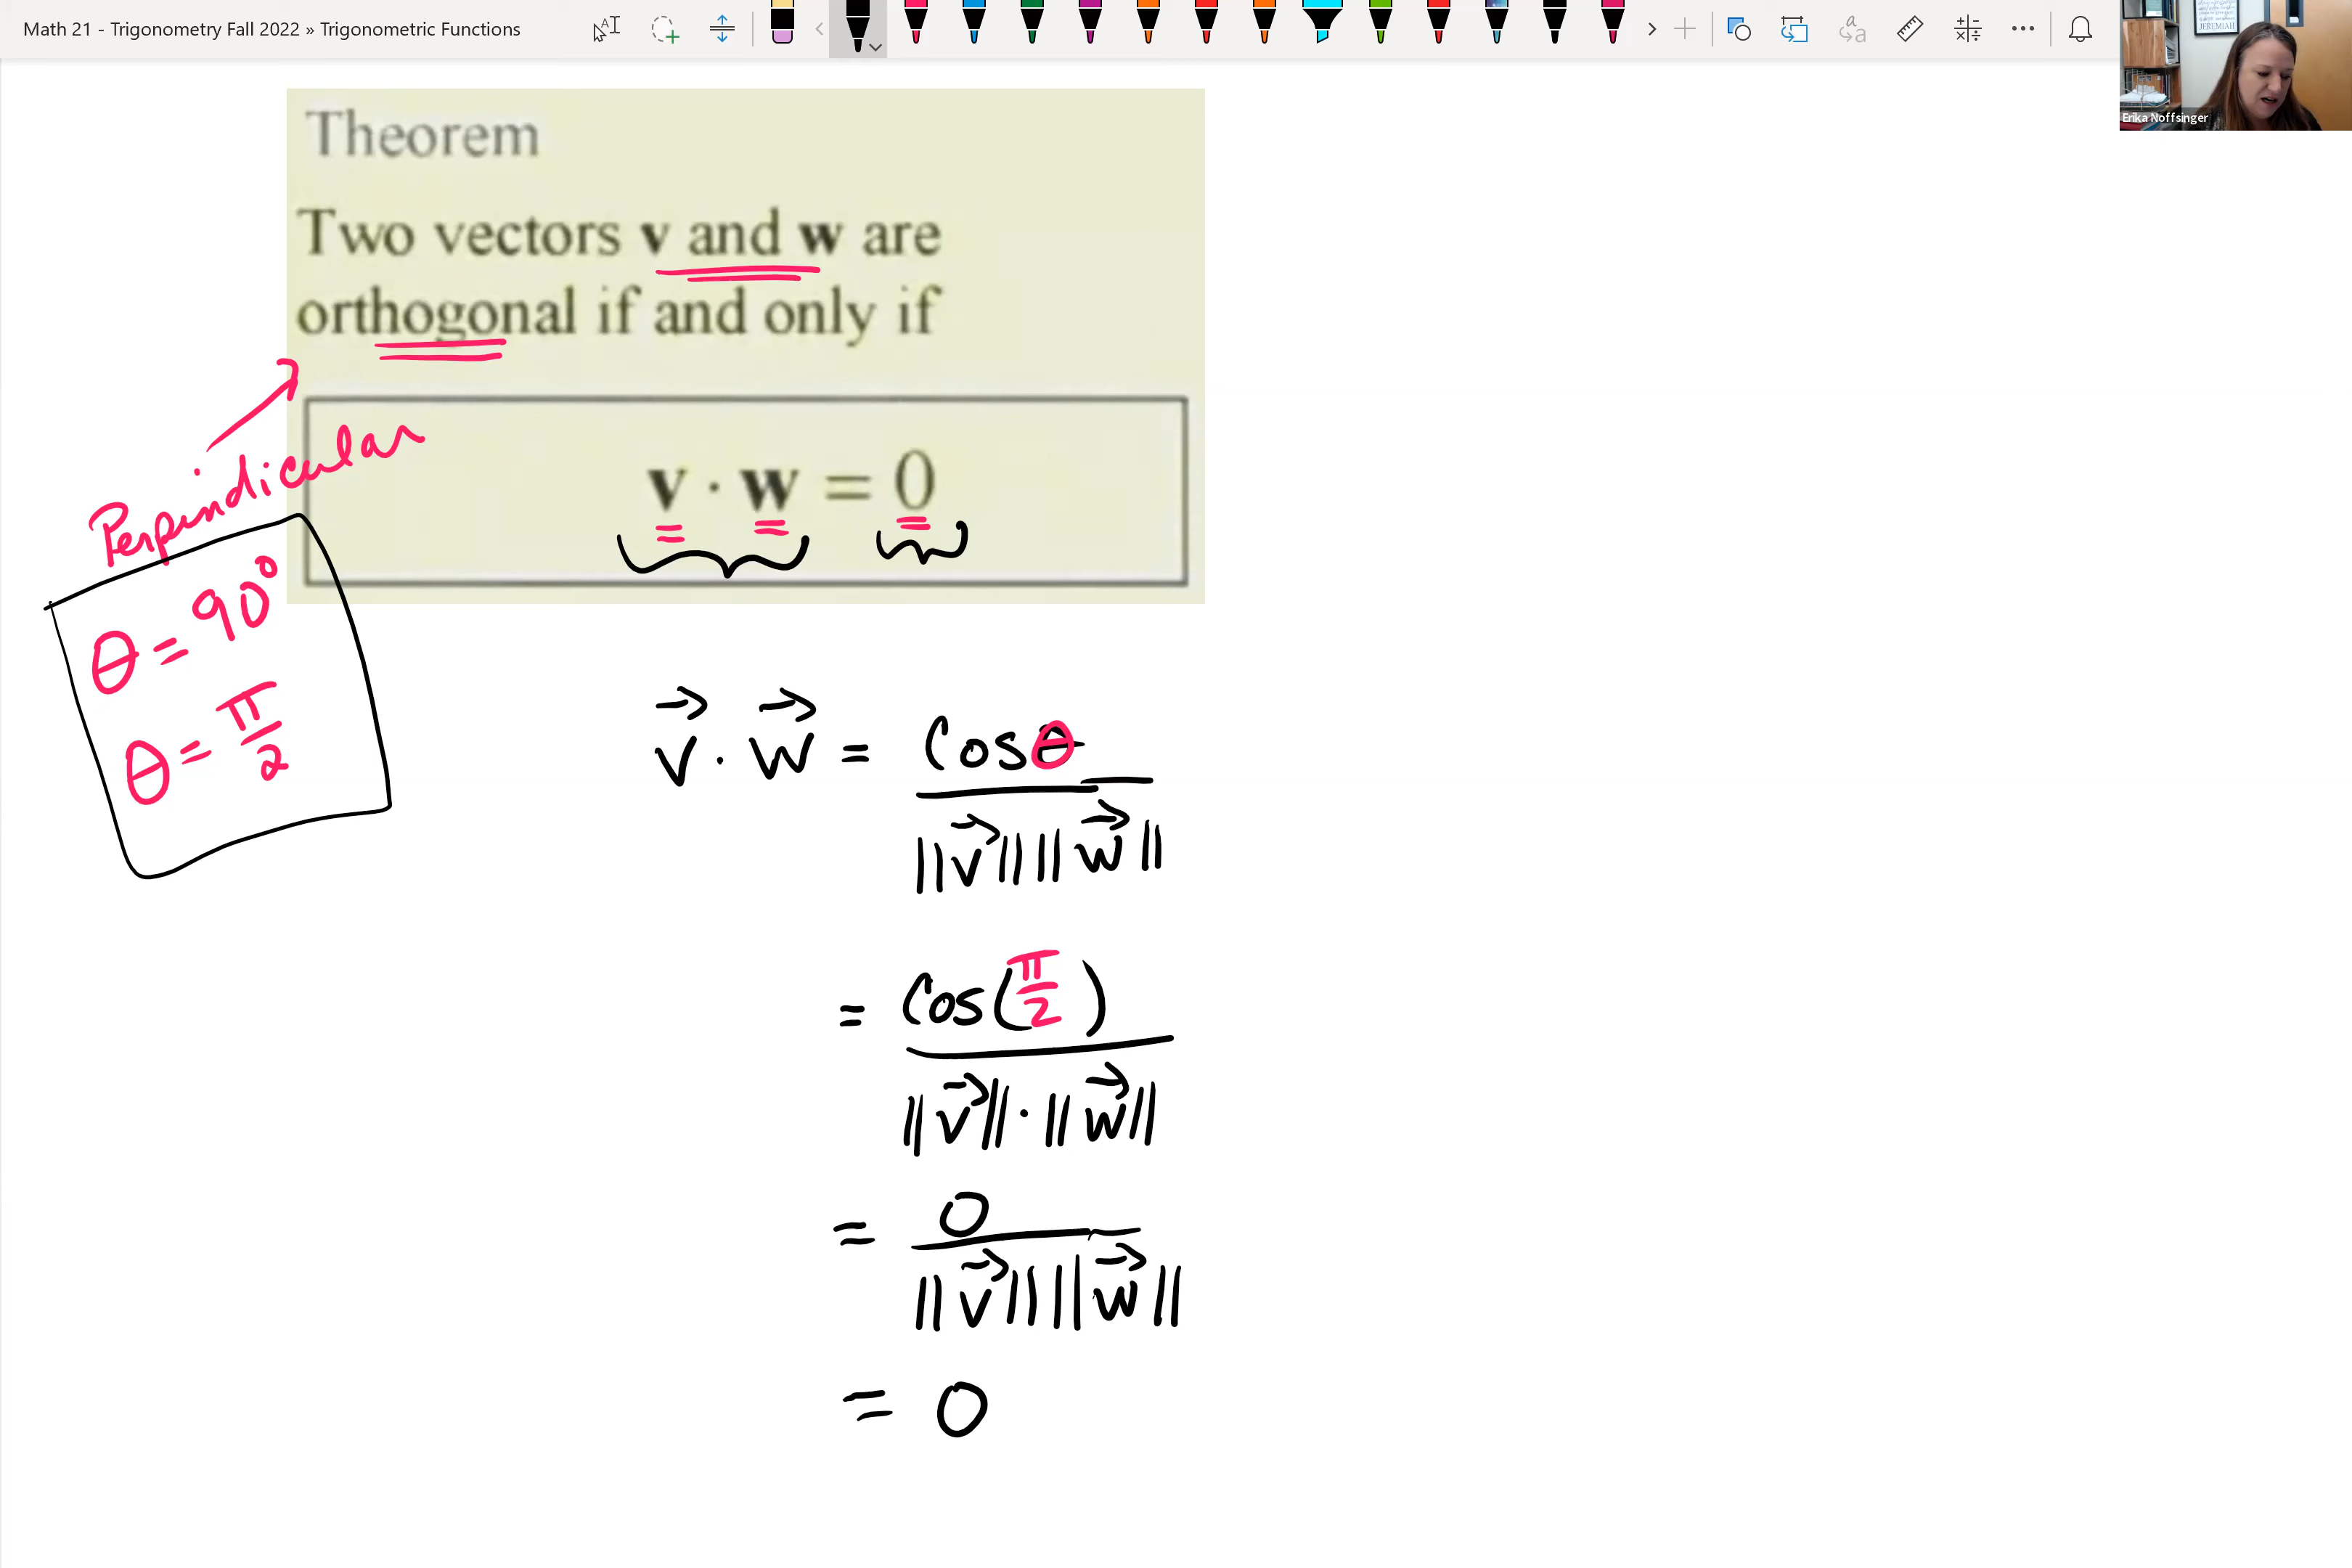 Math 21 - Trigonometry Fall 2022 » Trigonometric Functions
JEREMIAH
Erika Noffsinger
Theorem
Two vectors v and w are
orthogonal if and only if
Perpendicular
v · w = 0
θ = 90°
θ = π/2
v⃗ · w⃗ = cos θ / ||v⃗|| ||w⃗||
= cos(π/2) / ||v⃗|| · ||w⃗||
= 0 / ||v⃗|| ||w⃗||
= 0